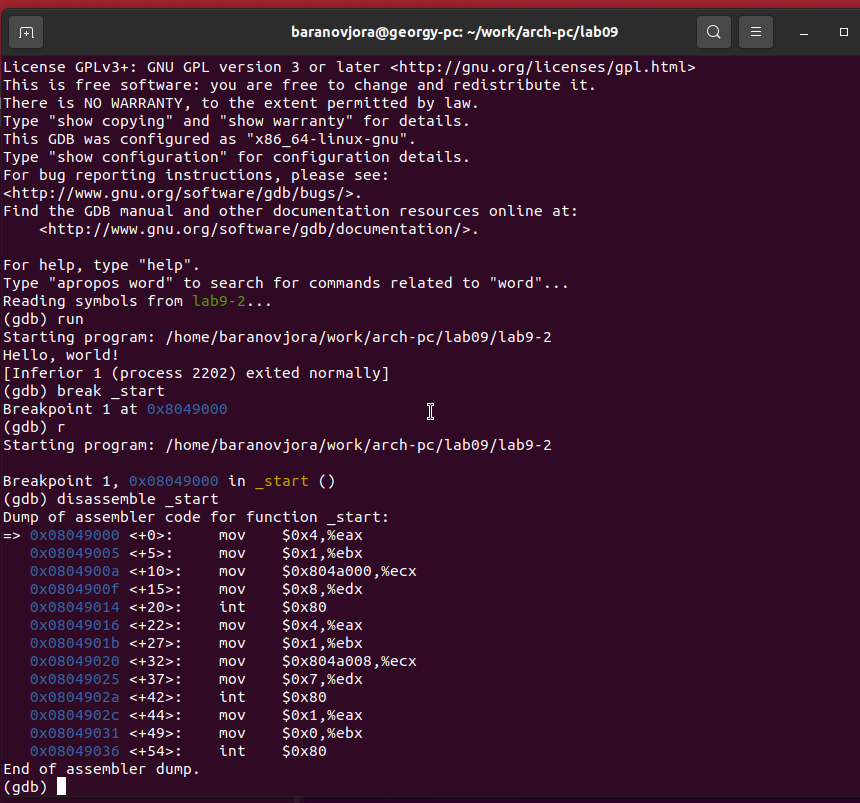 baranovjora@georgy-pc: ~/work/arch-pc/lab09
License GPLv3+: GNU GPL version 3 or later <http://gnu.org/licenses/gpl.html>
This is free software: you are free to change and redistribute it.
There is NO WARRANTY, to the extent permitted by law.
Type "show copying" and "show warranty" for details.
This GDB was configured as "x86_64-linux-gnu".
Type "show configuration" for configuration details.
For bug reporting instructions, please see:
<http://www.gnu.org/software/gdb/bugs/>.
Find the GDB manual and other documentation resources online at:
    <http://www.gnu.org/software/gdb/documentation/>.

For help, type "help".
Type "apropos word" to search for commands related to "word"...
Reading symbols from lab9-2...
(gdb) run
Starting program: /home/baranovjora/work/arch-pc/lab09/lab9-2
Hello, world!
[Inferior 1 (process 2202) exited normally]
(gdb) break _start
Breakpoint 1 at 0x8049000
(gdb) r
Starting program: /home/baranovjora/work/arch-pc/lab09/lab9-2

Breakpoint 1, 0x08049000 in _start ()
(gdb) disassemble _start
Dump of assembler code for function _start:
=> 0x08049000 <+0>:     mov    $0x4,%eax
   0x08049005 <+5>:     mov    $0x1,%ebx
   0x0804900a <+10>:    mov    $0x804a000,%ecx
   0x0804900f <+15>:    mov    $0x8,%edx
   0x08049014 <+20>:    int    $0x80
   0x08049016 <+22>:    mov    $0x4,%eax
   0x0804901b <+27>:    mov    $0x1,%ebx
   0x08049020 <+32>:    mov    $0x804a008,%ecx
   0x08049025 <+37>:    mov    $0x7,%edx
   0x0804902a <+42>:    int    $0x80
   0x0804902c <+44>:    mov    $0x1,%eax
   0x08049031 <+49>:    mov    $0x0,%ebx
   0x08049036 <+54>:    int    $0x80
End of assembler dump.
(gdb)